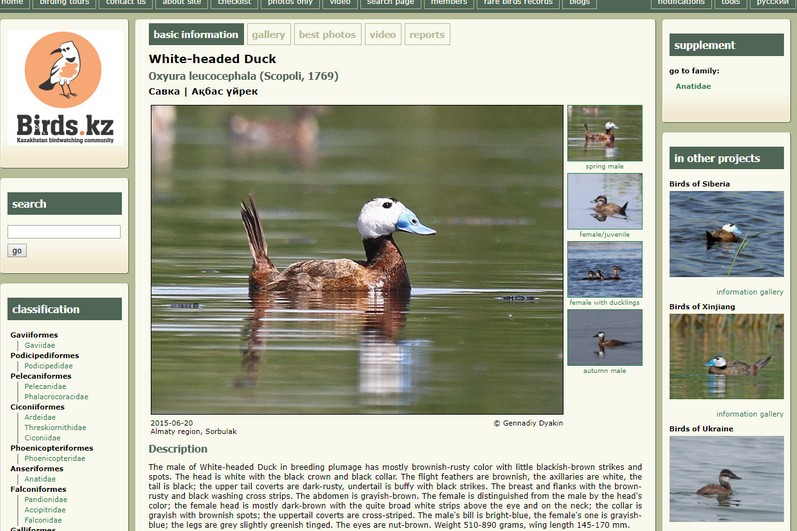 home
birding tours
contact us
about site
checklist
photos only
video
search page
members
rare birds records
blogs
notifications
tools
русский
Birds.kz
Kazakhstan birdwatching community
search
go
classification
Gaviiformes
Gaviidae
Podicipediformes
Podicipedidae
Pelecaniformes
Pelecanidae
Phalacrocoracidae
Ciconiiformes
Ardeidae
Threskiornithidae
Ciconiidae
Phoenicopteriformes
Phoenicopteridae
Anseriformes
Anatidae
Falconiformes
Pandionidae
Accipitridae
Falconidae
Galliformes
basic information
gallery
best photos
video
reports
White-headed Duck
Oxyura leucocephala (Scopoli, 1769)
Савка | Ақбас үйрек
spring male
female/juvenile
female with ducklings
autumn male
2015-06-20
Almaty region, Sorbulak
© Gennadiy Dyakin
Description
The male of White-headed Duck in breeding plumage has mostly brownish-rusty color with little blackish-brown strikes and
spots. The head is white with the black crown and black collar. The flight feathers are brownish, the axillaries are white, the
tail is black; the upper tail coverts are dark-rusty, undertail is buffy with black strikes. The breast and flanks with the brown-
rusty and black washing cross strips. The abdomen is grayish-brown. The female is distinguished from the male by the head's
color; the female head is mostly dark-brown with the quite broad white strips above the eye and on the neck; the collar is
grayish with brownish spots; the uppertail coverts are cross-striped. The male's bill is bright-blue, the female's one is grayish-
blue; the legs are grey slightly greenish tinged. The eyes are nut-brown. Weight 510-890 grams, wing length 145-170 mm.
supplement
go to family:
Anatidae
in other projects
Birds of Siberia
information gallery
Birds of Xinjiang
information gallery
Birds of Ukraine